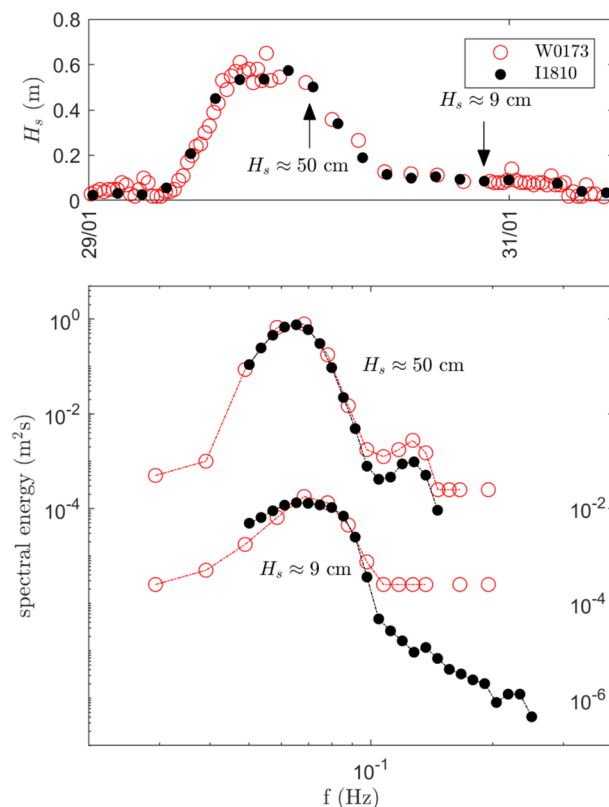 0.8
0.6
0.4
0.2
0
H_s (m)
W0173
I1810
H_s ≈ 9 cm
H_s ≈ 50 cm
29/01
31/01
10^0
10^-2
10^-4
spectral energy (m^2s)
H_s ≈ 50 cm
H_s ≈ 9 cm
10^-2
10^-4
10^-6
10^-1
f (Hz)